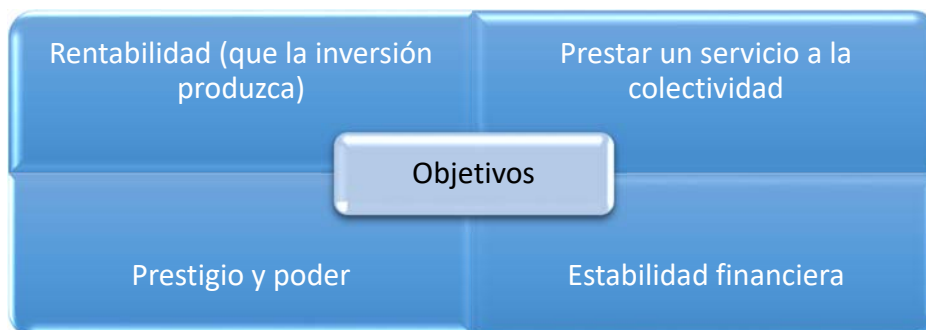 Rentabilidad (que la inversión
produzca)
Prestar un servicio a la
colectividad
Objetivos
Prestigio y poder
Estabilidad financiera